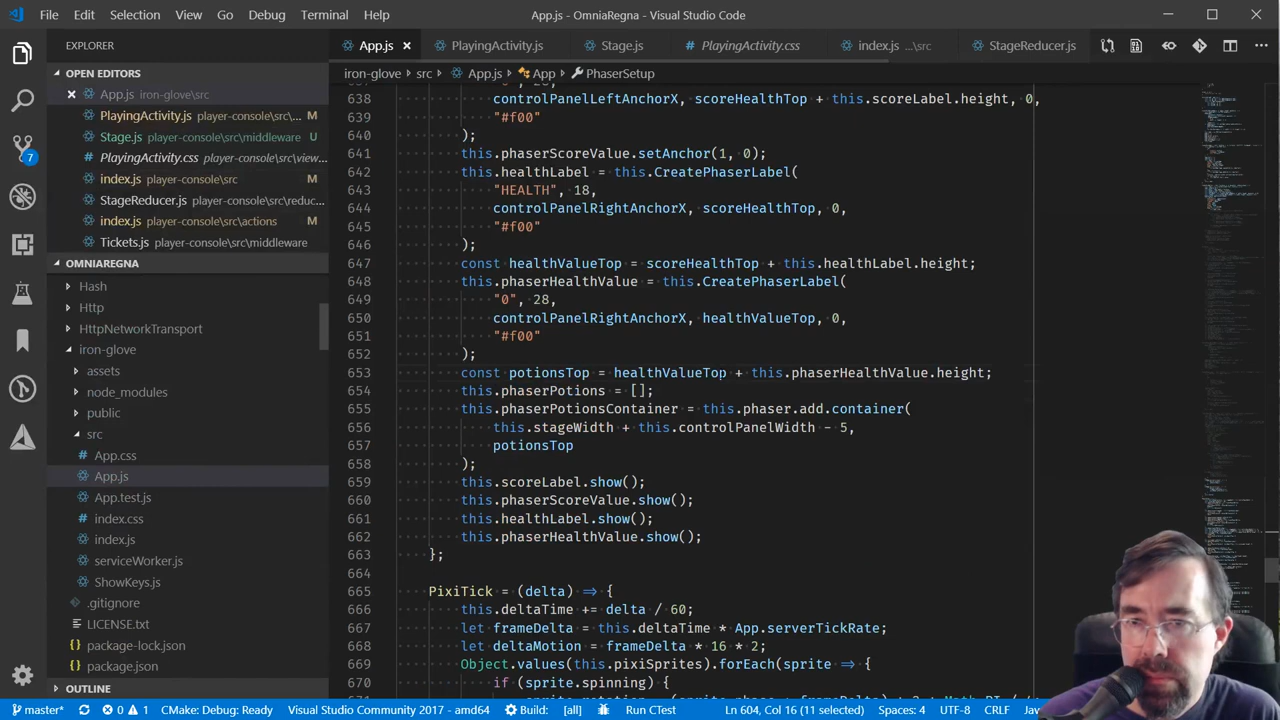 File Edit Selection View Go Debug Terminal Help App.js - OmniaRegna - Visual Studio Code
EXPLORER
App.js × PlayingActivity.js Stage.js # PlayingActivity.css index.js ...\src StageReducer.js
OPEN EDITORS
iron-glove > src > App.js > App > PhaserSetup
× App.js iron-glove\src
PlayingActivity.js player-console\src\... M
Stage.js player-console\src\middleware U
# PlayingActivity.css player-console\src\view...
index.js player-console\src M
StageReducer.js player-console\src\reduc...
index.js player-console\src\actions M
Tickets.js player-console\src\middleware
7
OMNIAREGNA
Hash
Http
HttpNetworkTransport
iron-glove
assets
node_modules
public
src
# App.css
App.js
App.test.js
# index.css
index.js
serviceWorker.js
ShowKeys.js
.gitignore
LICENSE.txt
package-lock.json
package.json
OUTLINE
638 controlPanelLeftAnchorX, scoreHealthTop + this.scoreLabel.height, 0,
639 "#f00"
640 );
641 this.phaserScoreValue.setAnchor(1, 0);
642 this.healthLabel = this.CreatePhaserLabel(
643 "HEALTH", 18,
644 controlPanelRightAnchorX, scoreHealthTop, 0,
645 "#f00"
646 );
647 const healthValueTop = scoreHealthTop + this.healthLabel.height;
648 this.phaserHealthValue = this.CreatePhaserLabel(
649 "0", 28,
650 controlPanelRightAnchorX, healthValueTop, 0,
651 "#f00"
652 );
653 const potionsTop = healthValueTop + this.phaserHealthValue.height;
654 this.phaserPotions = [];
655 this.phaserPotionsContainer = this.phaser.add.container(
656 this.stageWidth + this.controlPanelWidth - 5,
657 potionsTop
658 );
659 this.scoreLabel.show();
660 this.phaserScoreValue.show();
661 this.healthLabel.show();
662 this.phaserHealthValue.show();
663 };
664
665 PixiTick = (delta) => {
666 this.deltaTime += delta / 60;
667 let frameDelta = this.deltaTime * App.serverTickRate;
668 let deltaMotion = frameDelta * 16 * 2;
669 Object.values(this.pixiSprites).forEach(sprite => {
670 if (sprite.spinning) {
master* 0 1 CMake: Debug: Ready Visual Studio Community 2017 - amd64 Build: [all] Run CTest Ln 604, Col 16 (11 selected) Spaces: 4 UTF-8 CRLF Ja